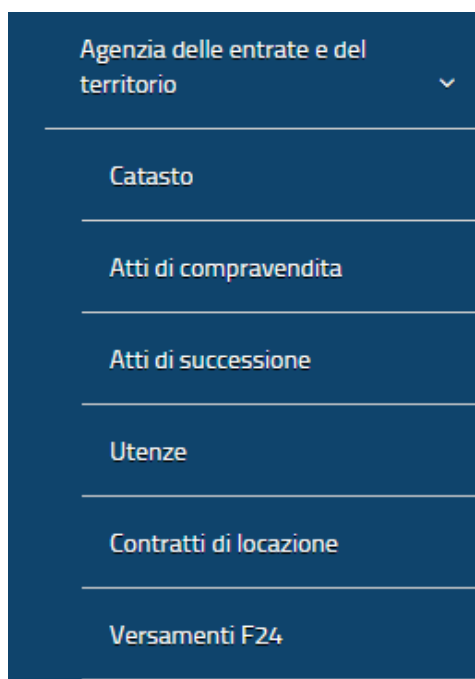 Agenzia delle entrate e del
territorio
Catasto
Atti di compravendita
Atti di successione
Utenze
Contratti di locazione
Versamenti F24